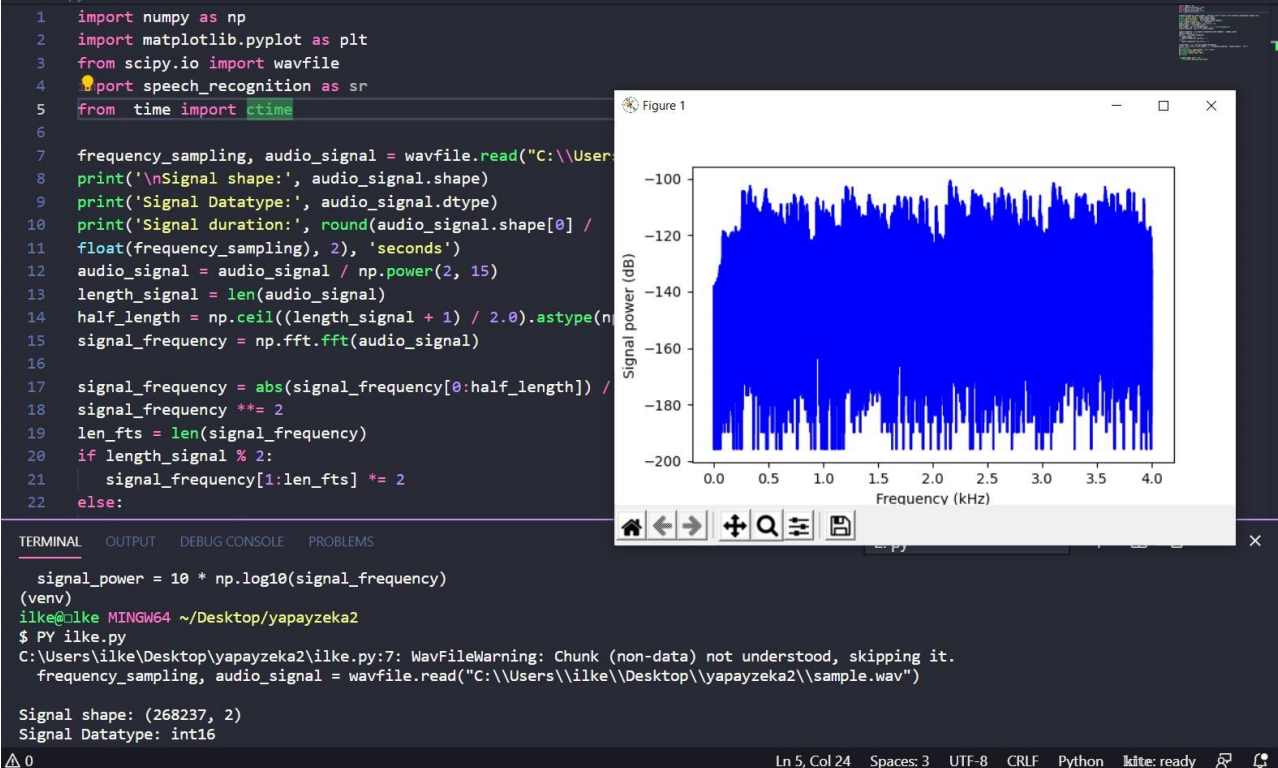 1 import numpy as np
2 import matplotlib.pyplot as plt
3 from scipy.io import wavfile
4 port speech_recognition as sr
5 from  time import ctime
6
7 frequency_sampling, audio_signal = wavfile.read("C:\\User
8 print('\nSignal shape:', audio_signal.shape)
9 print('Signal Datatype:', audio_signal.dtype)
10 print('Signal duration:', round(audio_signal.shape[0] /
11 float(frequency_sampling), 2), 'seconds')
12 audio_signal = audio_signal / np.power(2, 15)
13 length_signal = len(audio_signal)
14 half_length = np.ceil((length_signal + 1) / 2.0).astype(n
15 signal_frequency = np.fft.fft(audio_signal)
16
17 signal_frequency = abs(signal_frequency[0:half_length]) /
18 signal_frequency **= 2
19 len_fts = len(signal_frequency)
20 if length_signal % 2:
21    signal_frequency[1:len_fts] *= 2
22 else:
Figure 1
Signal power (dB)
−100
−120
−140
−160
−180
−200
0.0 0.5 1.0 1.5 2.0 2.5 3.0 3.5 4.0
Frequency (kHz)
TERMINAL OUTPUT DEBUG CONSOLE PROBLEMS
signal_power = 10 * np.log10(signal_frequency)
(venv)
ilke@□lke MINGW64 ~/Desktop/yapayzeka2
$ PY ilke.py
C:\Users\ilke\Desktop\yapayzeka2\ilke.py:7: WavFileWarning: Chunk (non-data) not understood, skipping it.
frequency_sampling, audio_signal = wavfile.read("C:\\Users\\ilke\\Desktop\\yapayzeka2\\sample.wav")
Signal shape: (268237, 2)
Signal Datatype: int16
0 Ln 5, Col 24 Spaces: 3 UTF-8 CRLF Python kite: ready